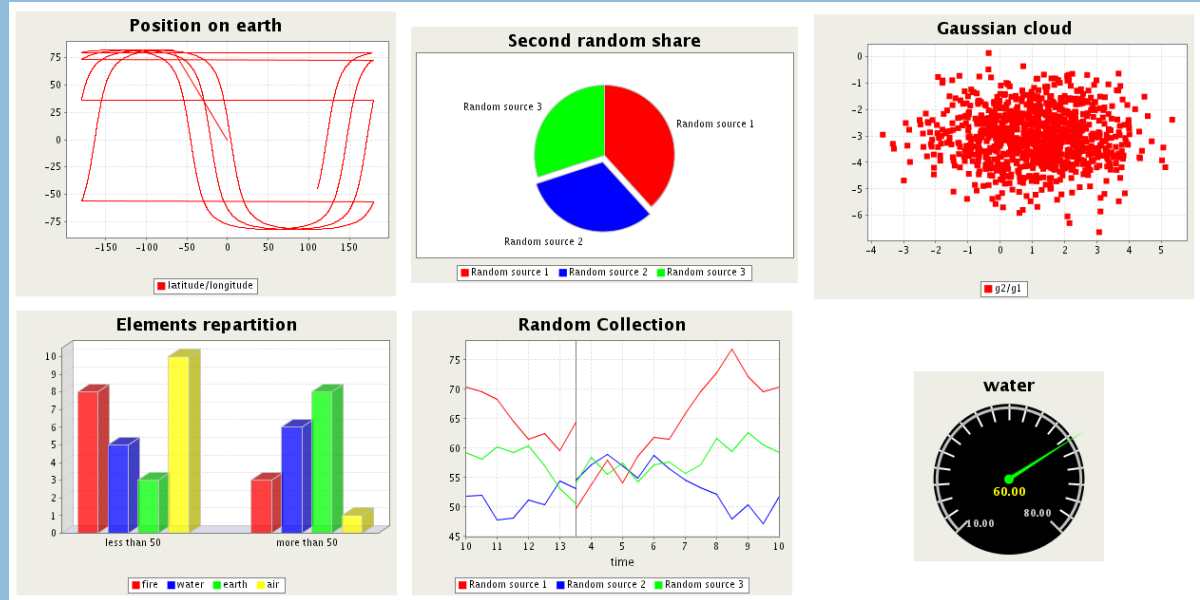 Position on earth
75
50
25
0
-25
-50
-75
-150 -100 -50 0 50 100 150
latitude/longitude
Second random share
Random source 3
Random source 1
Random source 2
Random source 1 Random source 2 Random source 3
Gaussian cloud
0
-1
-2
-3
-4
-5
-6
-4 -3 -2 -1 0 1 2 3 4 5
g2/g1
Elements repartition
10
9
8
7
6
5
4
3
2
1
0
less than 50 more than 50
fire water earth air
Random Collection
75
70
65
60
55
50
45
10 11 12 13 4 5 6 7 8 9 10
time
Random source 1 Random source 2 Random source 3
water
60.00
10.00 80.00